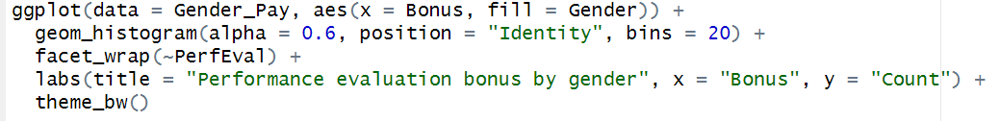 ggplot(data = Gender_Pay, aes(x = Bonus, fill = Gender)) +
  geom_histogram(alpha = 0.6, position = "Identity", bins = 20) +
  facet_wrap(~PerfEval) +
  labs(title = "Performance evaluation bonus by gender", x = "Bonus", y = "Count") +
  theme_bw()